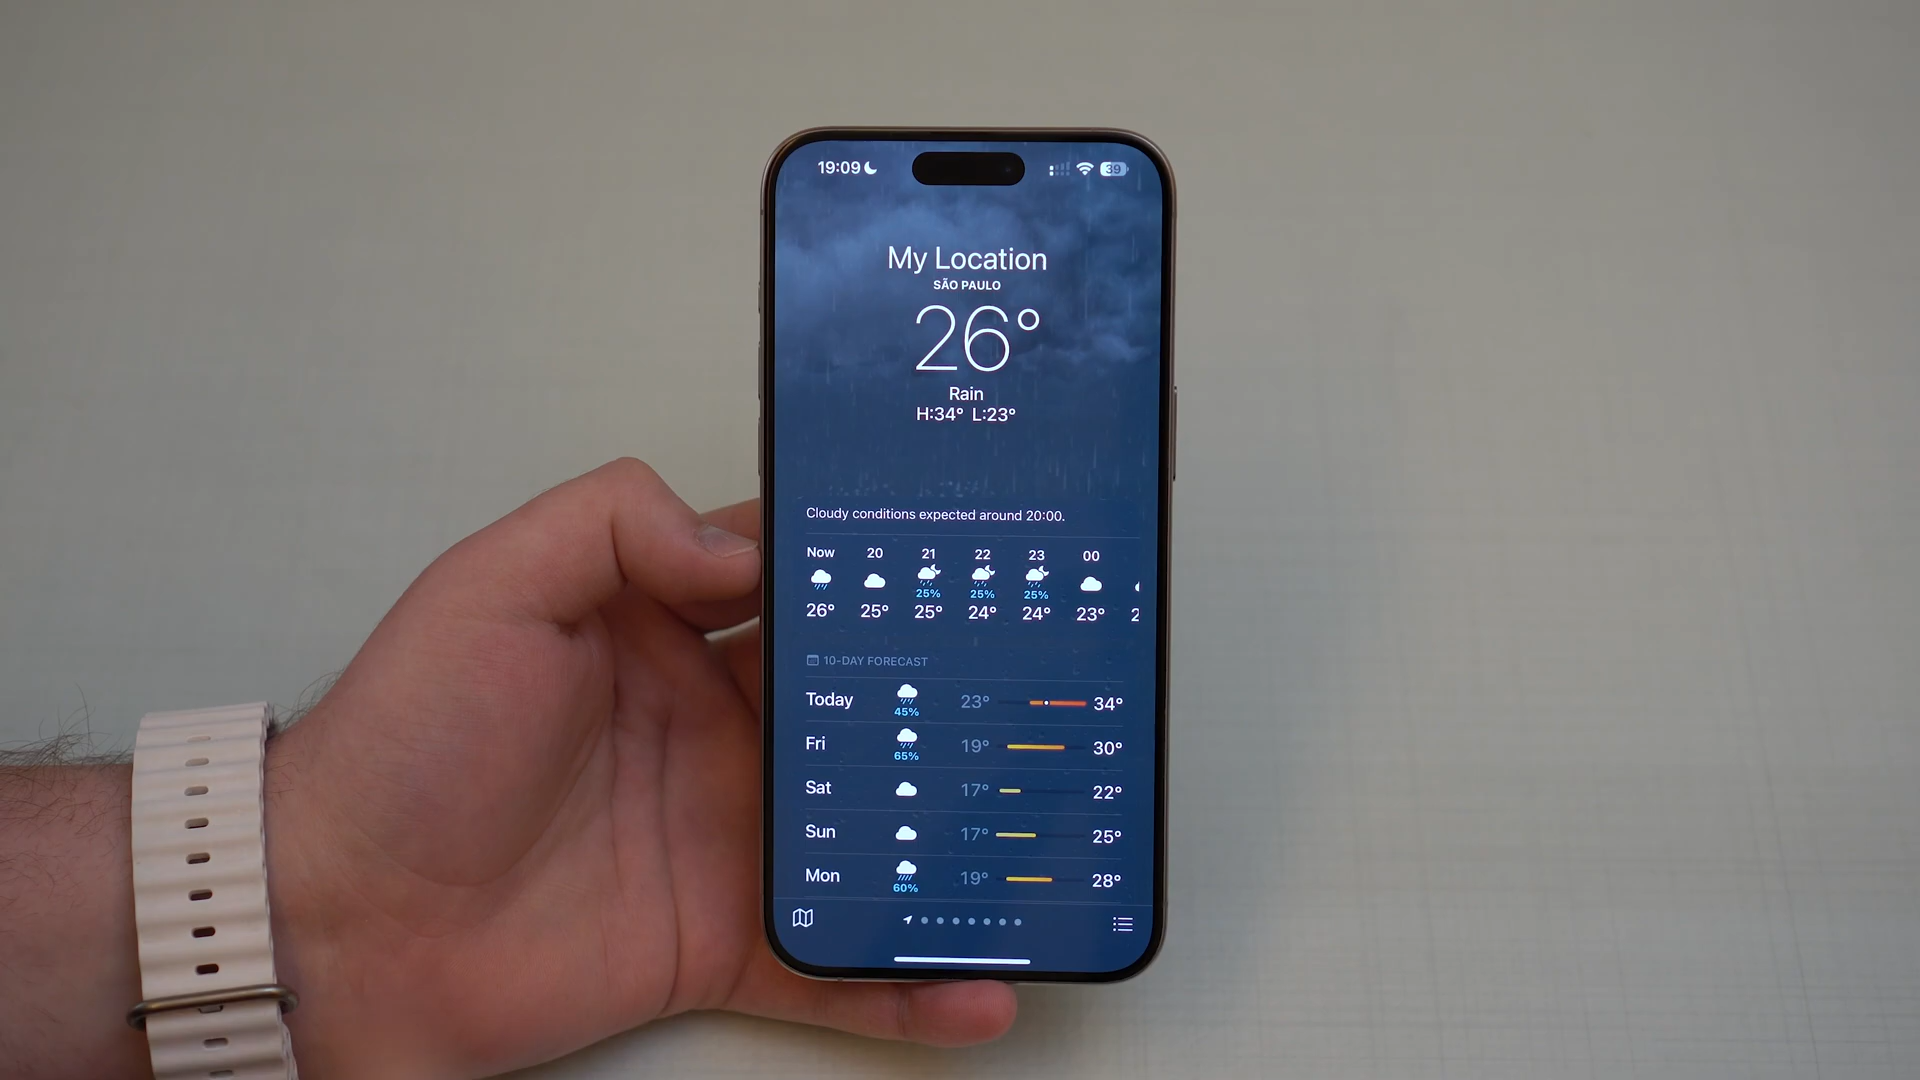 19:09
39
My Location
SÃO PAULO
26°
Rain
H:34° L:23°
Cloudy conditions expected around 20:00.
Now 20 21 22 23 00
25% 25% 25%
26° 25° 25° 24° 24° 23° 2
10-DAY FORECAST
Today 45% 23° 34°
Fri 65% 19° 30°
Sat 17° 22°
Sun 17° 25°
Mon 60% 19° 28°